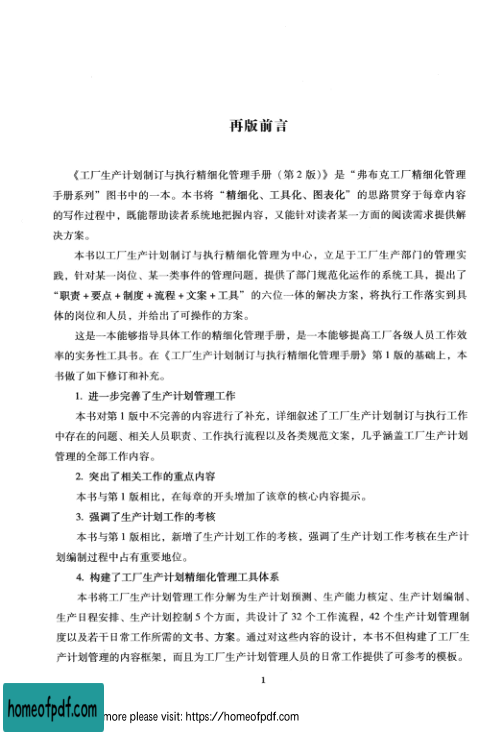 再版前言
《工厂生产计划制订与执行精细化管理手册（第 2 版）》是“弗布克工厂精细化管理
手册系列”图书中的一本。本书将“精细化、工具化、图表化”的思路贯穿于每章内容
的写作过程中，既能帮助读者系统地把握内容，又能针对读者某一方面的阅读需求提供解
决方案。
本书以工厂生产计划制订与执行精细化管理为中心，立足于工厂生产部门的管理实
践，针对某一岗位、某一类事件的管理问题，提供了部门规范化运作的系统工具，提出了
“职责＋要点＋制度＋流程＋文案＋工具”的六位一体的解决方案，将执行工作落实到具
体的岗位和人员，并给出了可操作的方案。
这是一本能够指导具体工作的精细化管理手册，是一本能够提高工厂各级人员工作效
率的实务性工具书。在《工厂生产计划制订与执行精细化管理手册》第 1 版的基础上，本
书做了如下修订和补充。
1. 进一步完善了生产计划管理工作
本书对第 1 版中不完善的内容进行了补充，详细叙述了工厂生产计划制订与执行工作
中存在的问题、相关人员职责、工作执行流程以及各类规范文案，几乎涵盖工厂生产计划
管理的全部工作内容。
2. 突出了相关工作的重点内容
本书与第 1 版相比，在每章的开头增加了该章的核心内容提示。
3. 强调了生产计划工作的考核
本书与第 1 版相比，新增了生产计划工作的考核，强调了生产计划工作考核在生产计
划编制过程中占有重要地位。
4. 构建了工厂生产计划精细化管理工具体系
本书将工厂生产计划管理工作分解为生产计划预测、生产能力核定、生产计划编制、
生产日程安排、生产计划控制 5 个方面，共设计了 32 个工作流程，42 个生产计划管理制
度以及若干日常工作所需的文书、方案。通过对这些内容的设计，本书不但构建了工厂生
产计划管理的内容框架，而且为工厂生产计划管理人员的日常工作提供了可参考的模板。
1
homeofpdf.com
more please visit: https://homeofpdf.com